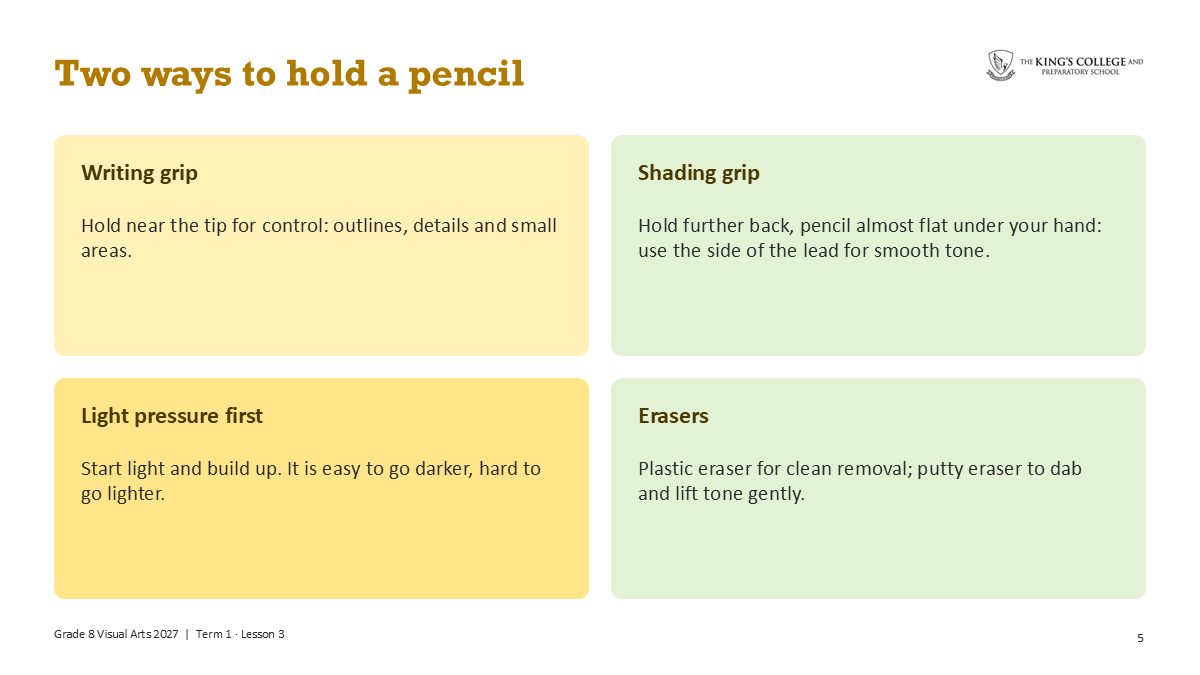 Two ways to hold a pencil
THE KING'S COLLEGE AND
PREPARATORY SCHOOL
Writing grip
Hold near the tip for control: outlines, details and small
areas.
Shading grip
Hold further back, pencil almost flat under your hand:
use the side of the lead for smooth tone.
Light pressure first
Start light and build up. It is easy to go darker, hard to
go lighter.
Erasers
Plastic eraser for clean removal; putty eraser to dab
and lift tone gently.
Grade 8 Visual Arts 2027 | Term 1 · Lesson 3
5